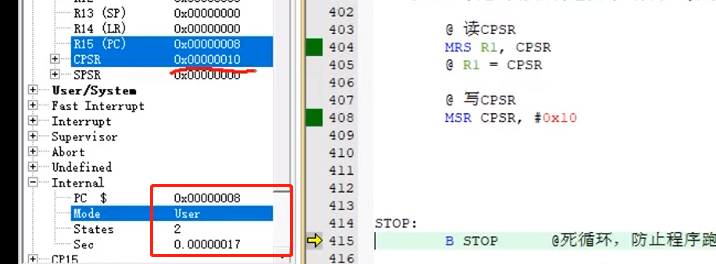 R13 (SP) 0x00000000
R14 (LR) 0x00000000
R15 (PC) 0x00000008
CPSR 0x00000010
SPSR 0x00000000
User/System
Fast Interrupt
Interrupt
Supervisor
Abort
Undefined
Internal
PC $ 0x00000008
Mode User
States 2
Sec 0.00000017
CP15
402
403 @ 读CPSR
404 MRS R1, CPSR
405 @ R1 = CPSR
406
407 @ 写CPSR
408 MSR CPSR, #0x10
409
410
411
412
413
414 STOP:
415 B STOP @死循环，防止程序跑
416